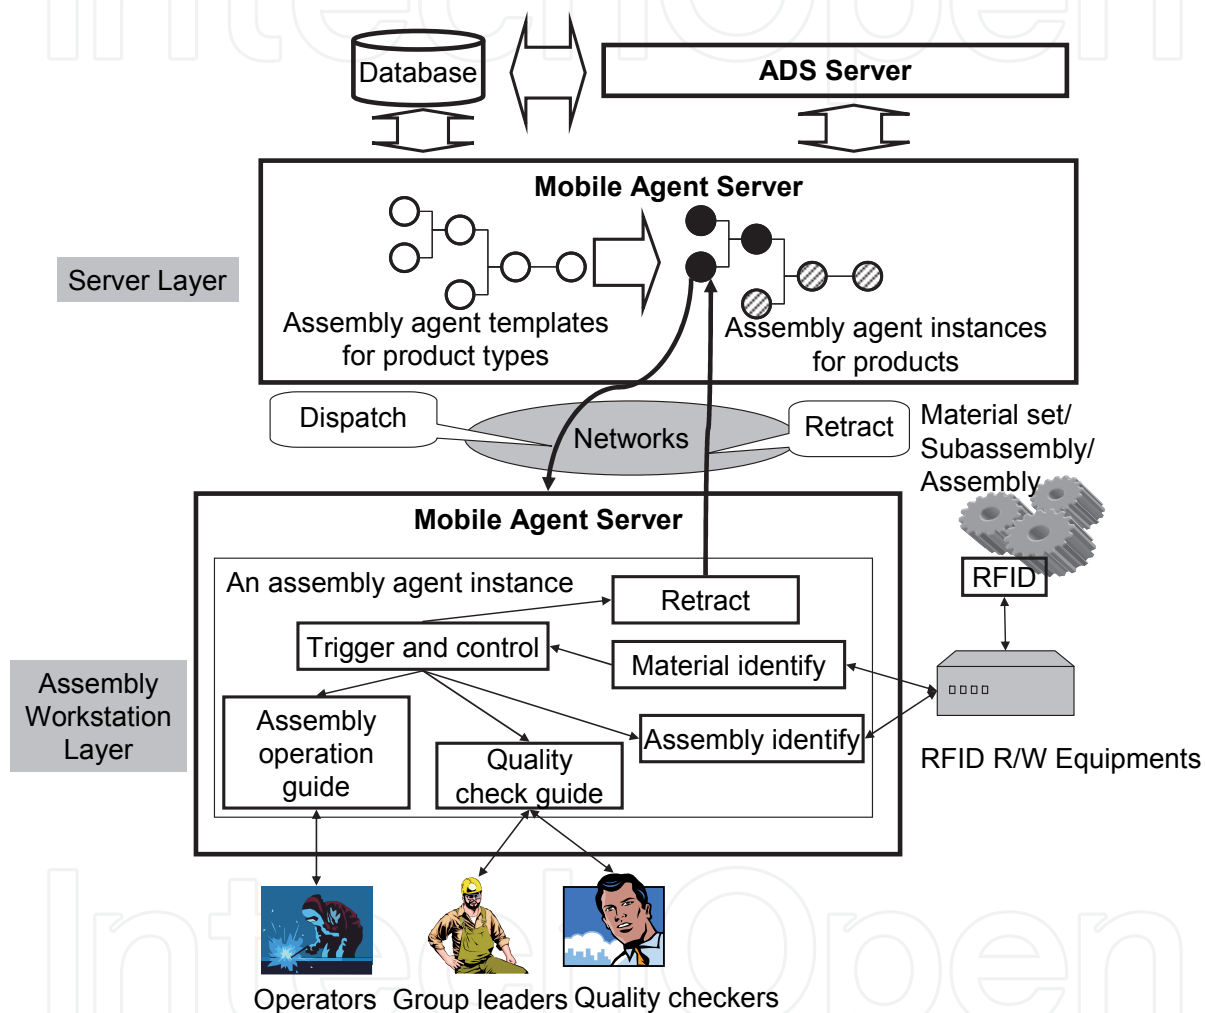 IntechOpen
Database
ADS Server
Mobile Agent Server
Server Layer
Assembly agent templates
for product types
Assembly agent instances
for products
Dispatch
Networks
Retract
Material set/
Subassembly/
Assembly
Mobile Agent Server
An assembly agent instance
Retract
RFID
Trigger and control
Material identify
Assembly
Workstation
Layer
Assembly
operation
guide
Quality
check guide
Assembly identify
RFID R/W Equipments
IntechOpen
Operators
Group leaders
Quality checkers